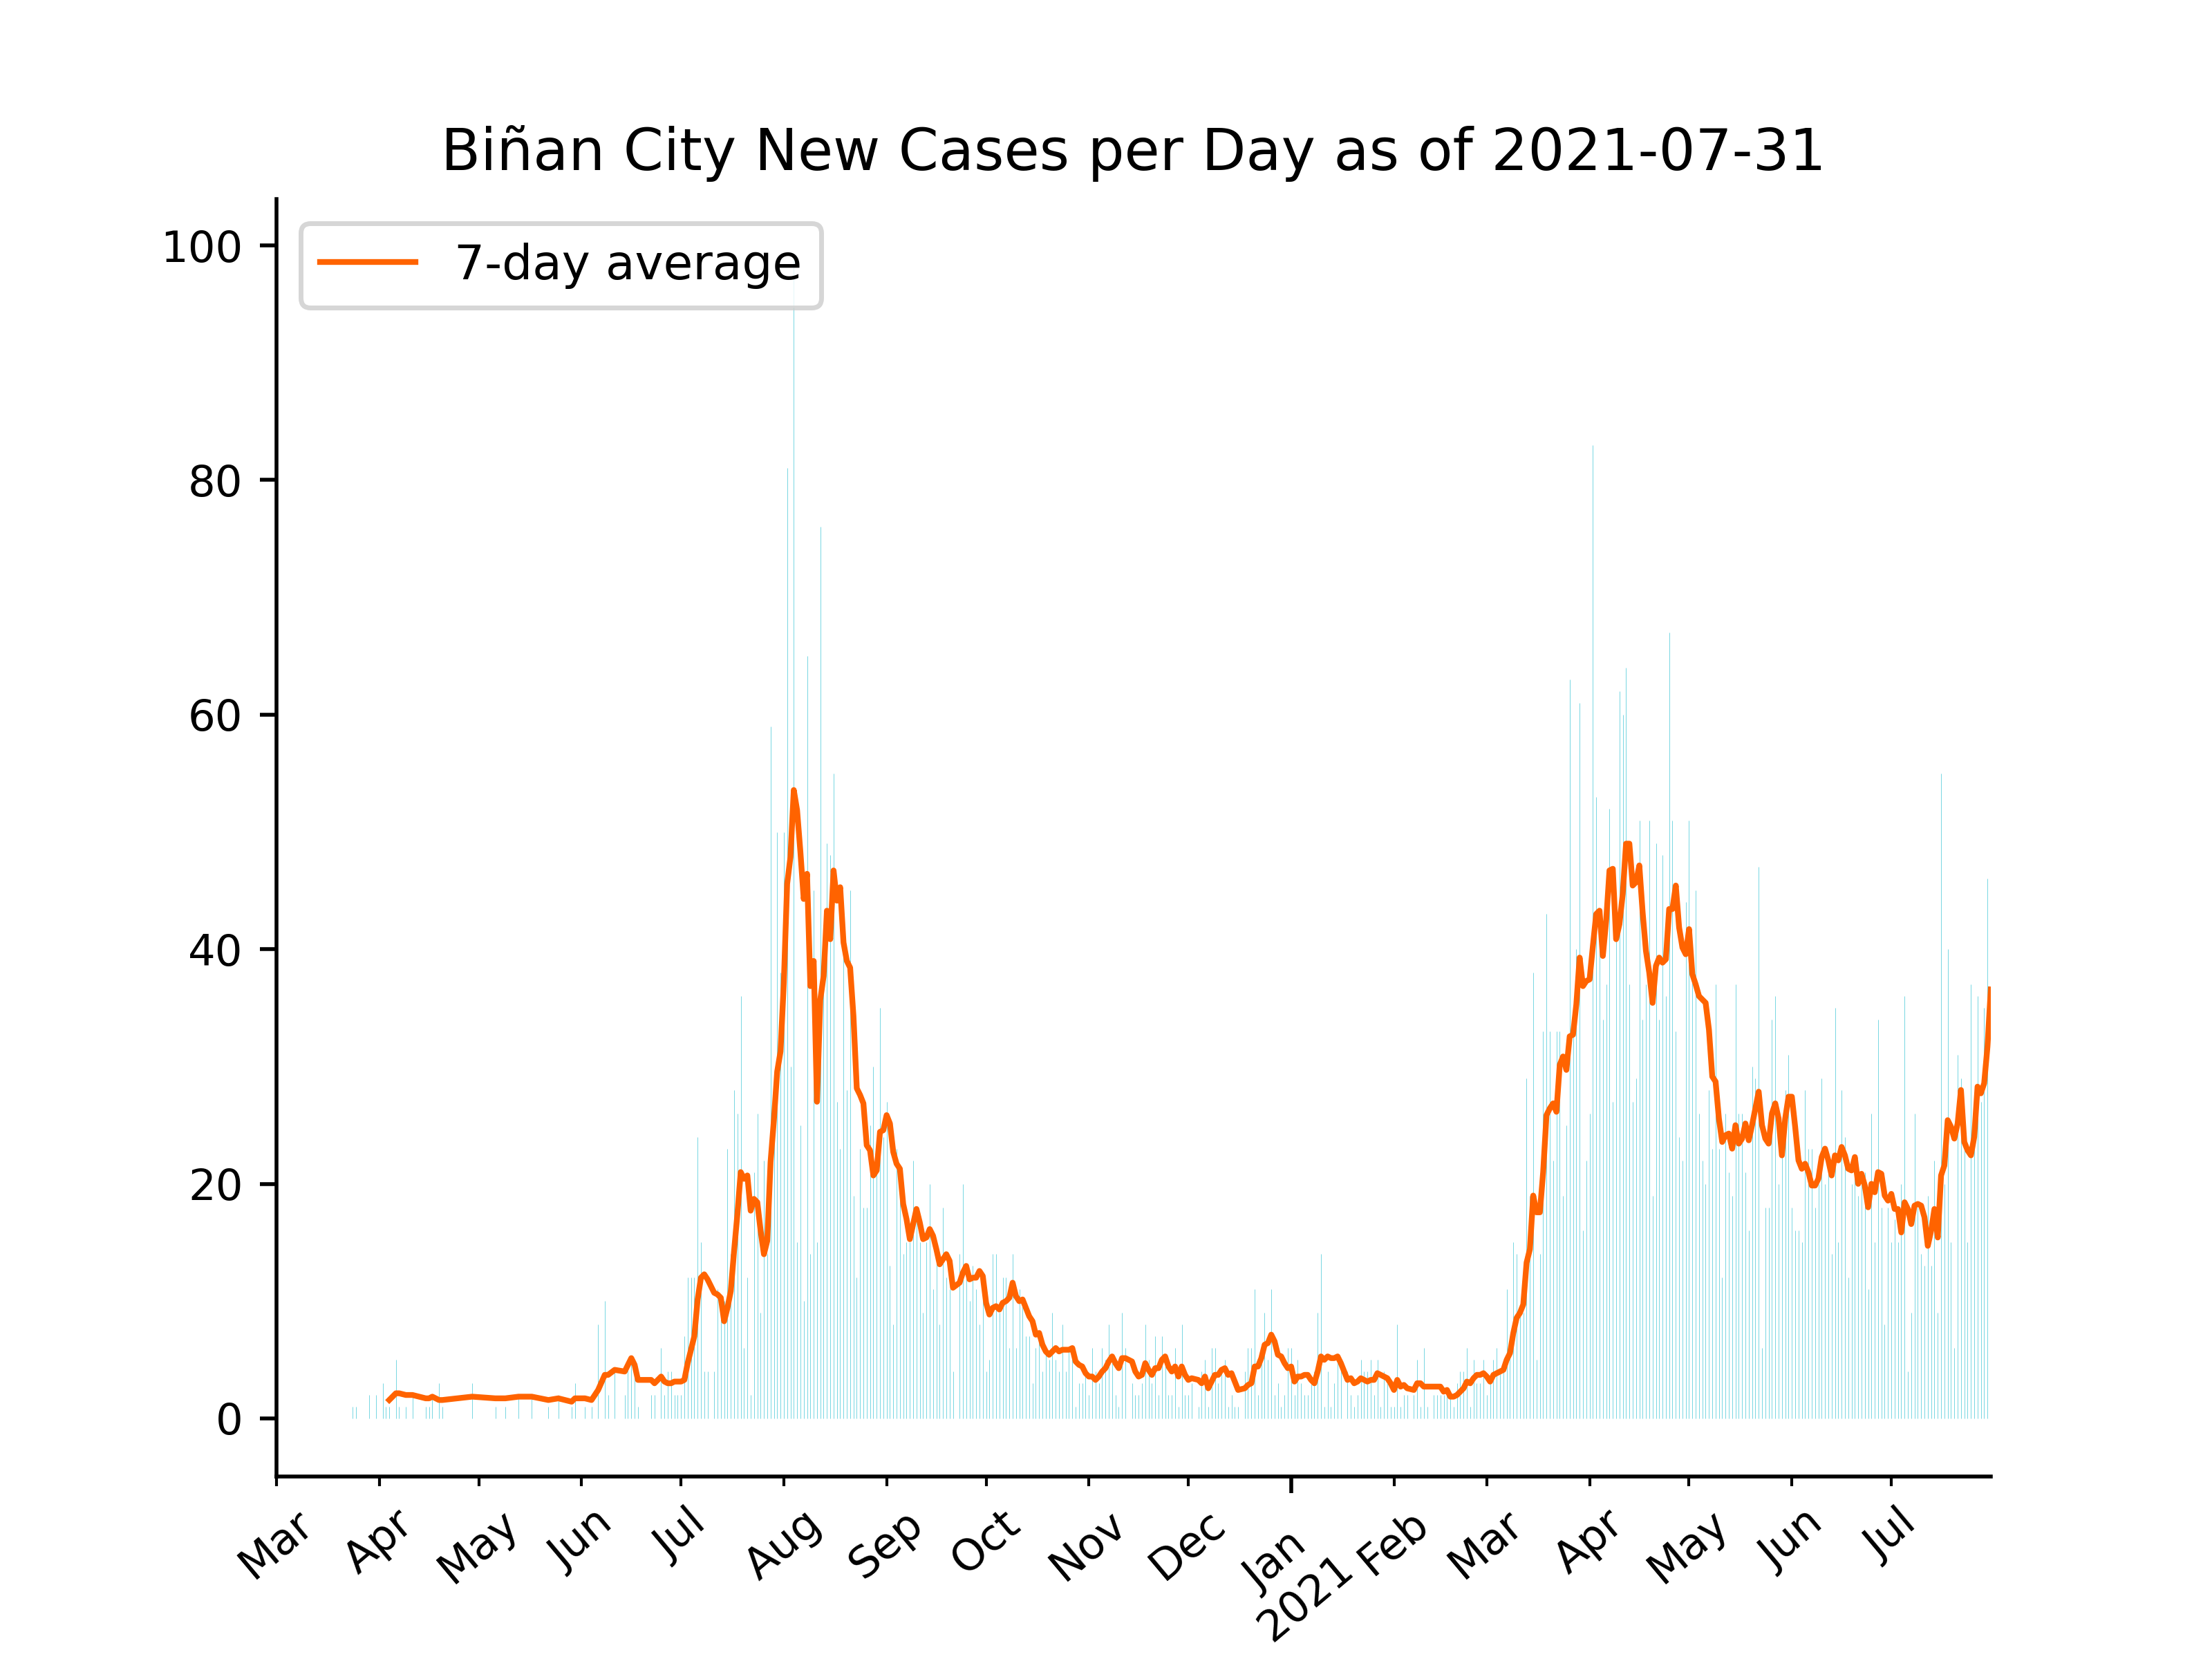 Biñan City New Cases per Day as of 2021-07-31
7-day average
100
80
60
40
20
0
Mar
Apr
May
Jun
Jul
Aug
Sep
Oct
Nov
Dec
Jan
2021
Feb
Mar
Apr
May
Jun
Jul